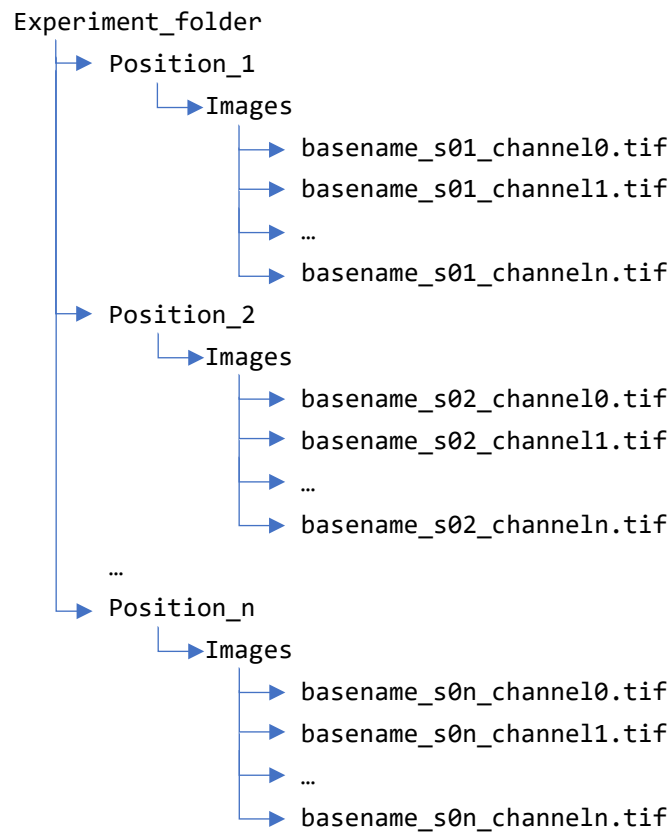 Experiment_folder
Position_1
Images
basename_s01_channel0.tif
basename_s01_channel1.tif
…
basename_s01_channeln.tif
Position_2
Images
basename_s02_channel0.tif
basename_s02_channel1.tif
…
basename_s02_channeln.tif
…
Position_n
Images
basename_s0n_channel0.tif
basename_s0n_channel1.tif
…
basename_s0n_channeln.tif